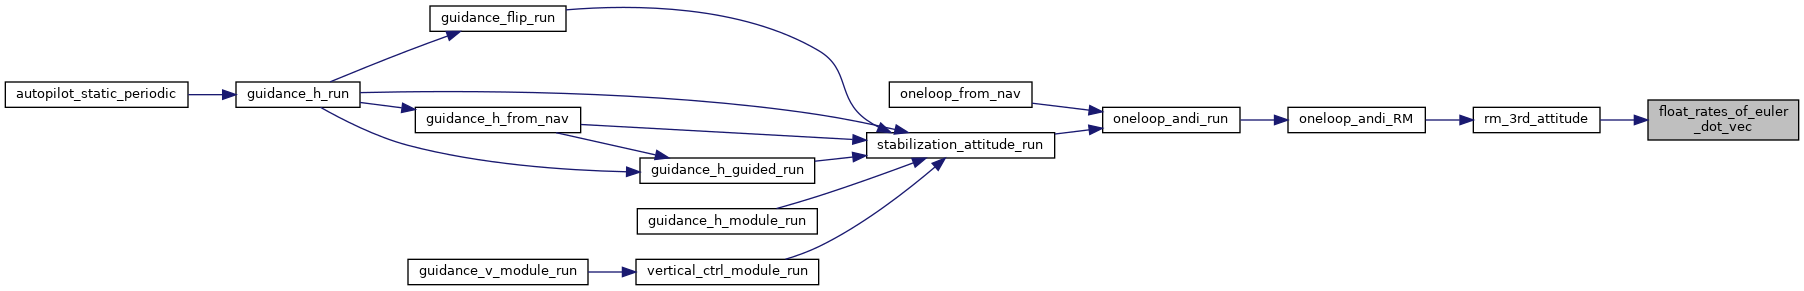 guidance_flip_run
autopilot_static_periodic
guidance_h_run
guidance_h_from_nav
guidance_h_guided_run
guidance_h_module_run
guidance_v_module_run
vertical_ctrl_module_run
stabilization_attitude_run
oneloop_from_nav
oneloop_andi_run
oneloop_andi_RM
rm_3rd_attitude
float_rates_of_euler
_dot_vec